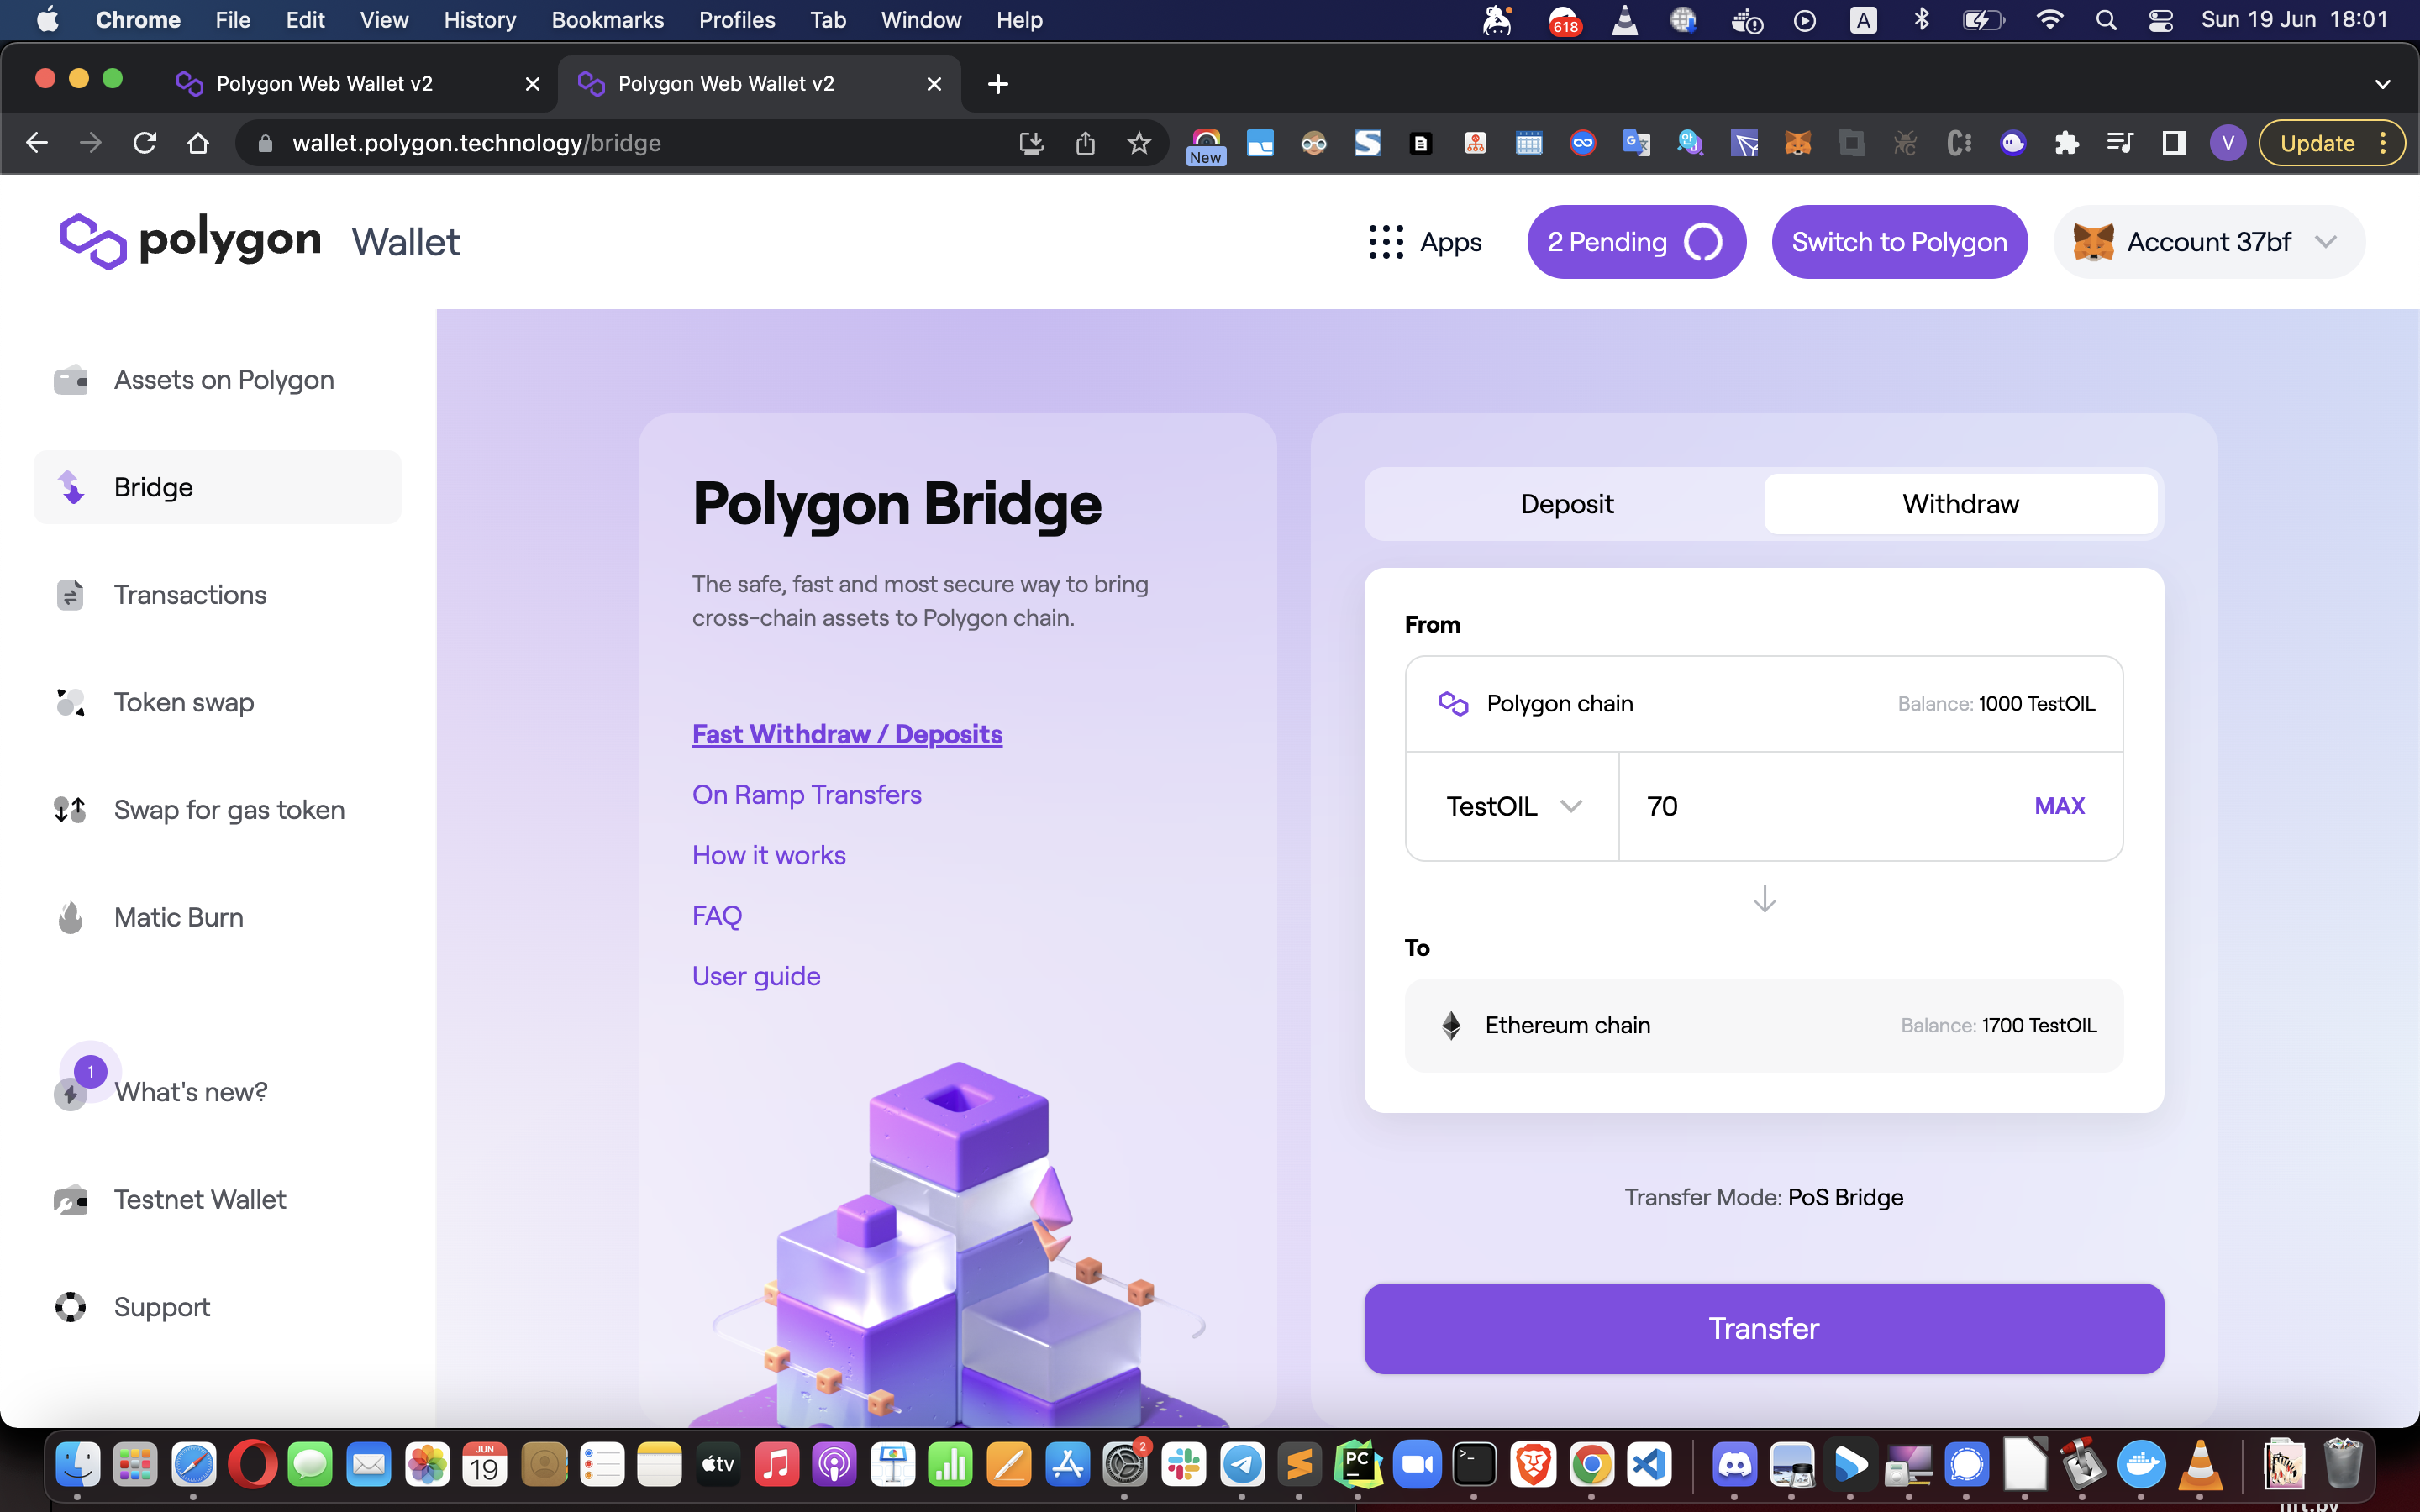 Chrome File Edit View History Bookmarks Profiles Tab Window Help 618 A Sun 19 Jun 18:01
Polygon Web Wallet v2 Polygon Web Wallet v2
wallet.polygon.technology/bridge New V Update
polygon Wallet Apps 2 Pending Switch to Polygon Account 37bf
Assets on Polygon
Bridge
Transactions
Token swap
Swap for gas token
Matic Burn
1
What's new?
Testnet Wallet
Support
Polygon Bridge
The safe, fast and most secure way to bring
cross-chain assets to Polygon chain.
Fast Withdraw / Deposits
On Ramp Transfers
How it works
FAQ
User guide
Deposit Withdraw
From
Polygon chain Balance: 1000 TestOIL
TestOIL 70 MAX
To
Ethereum chain Balance: 1700 TestOIL
Transfer Mode: PoS Bridge
Transfer
JUN
19
tv
2
PC